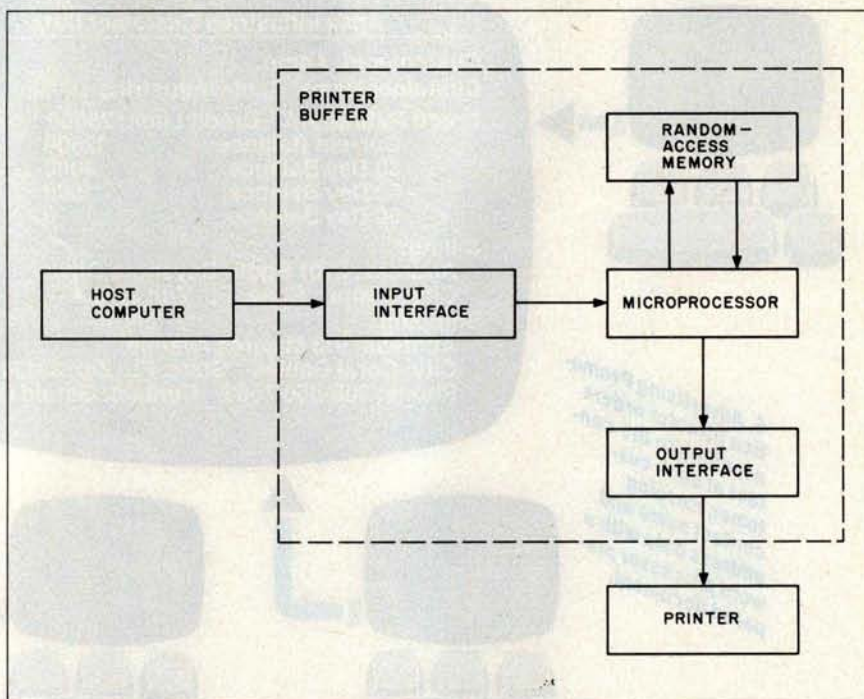 PRINTER
BUFFER
RANDOM-
ACCESS
MEMORY
HOST
COMPUTER
INPUT
INTERFACE
MICROPROCESSOR
OUTPUT
INTERFACE
PRINTER